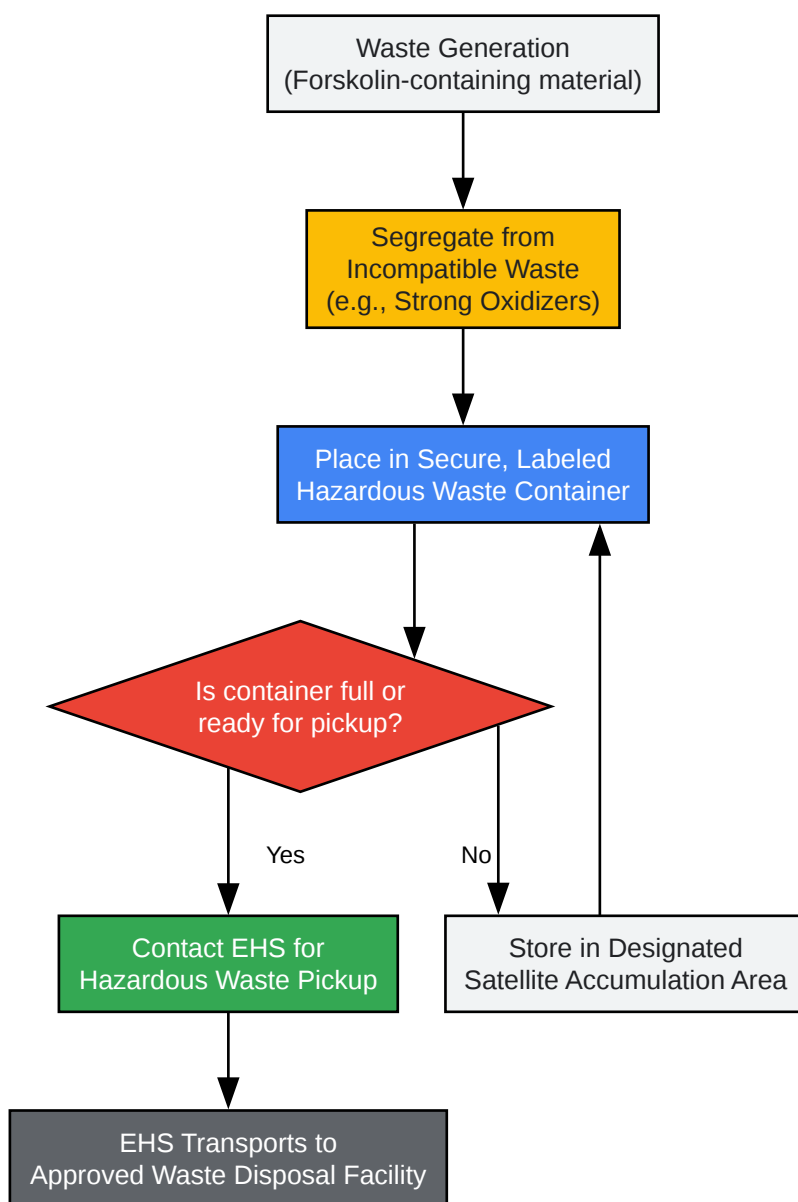 Waste Generation
(Forskolin-containing material)
Segregate from
Incompatible Waste
(e.g., Strong Oxidizers)
Place in Secure, Labeled
Hazardous Waste Container
Is container full or
ready for pickup?
Yes
No
Contact EHS for
Hazardous Waste Pickup
Store in Designated
Satellite Accumulation Area
EHS Transports to
Approved Waste Disposal Facility